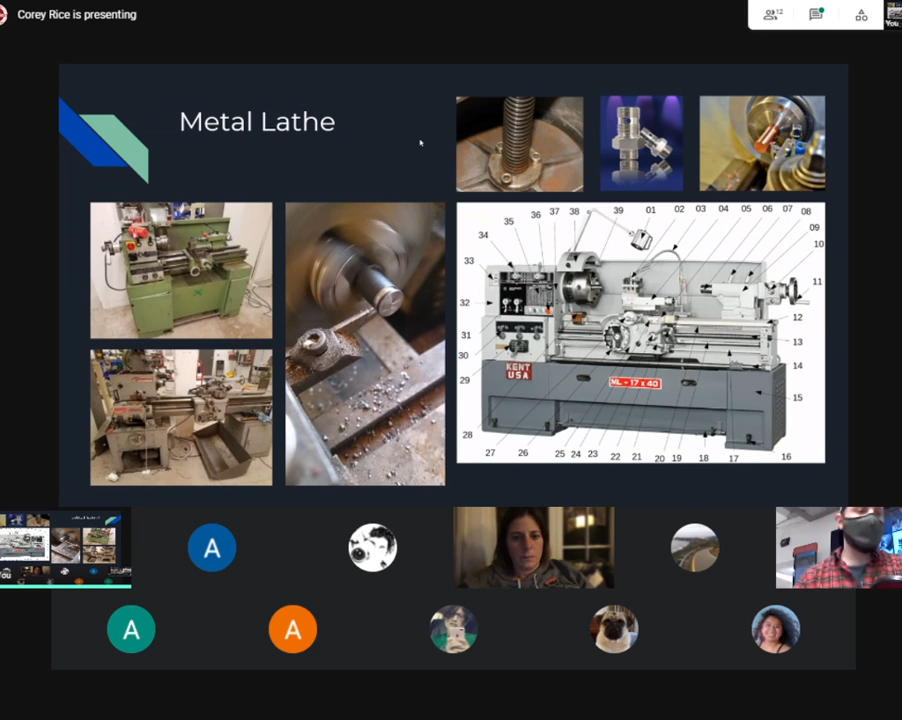 Corey Rice is presenting
12
You
Metal Lathe
36 37 38 39 01 02 03 04 05 06 07 08
35
34
09
33
10
11
32
12
31
13
30
14
29
KENT
USA
ML - 17 x 40
15
28
27 26 25 24 23 22 21 20 19 18 17 16
You
A
A
A